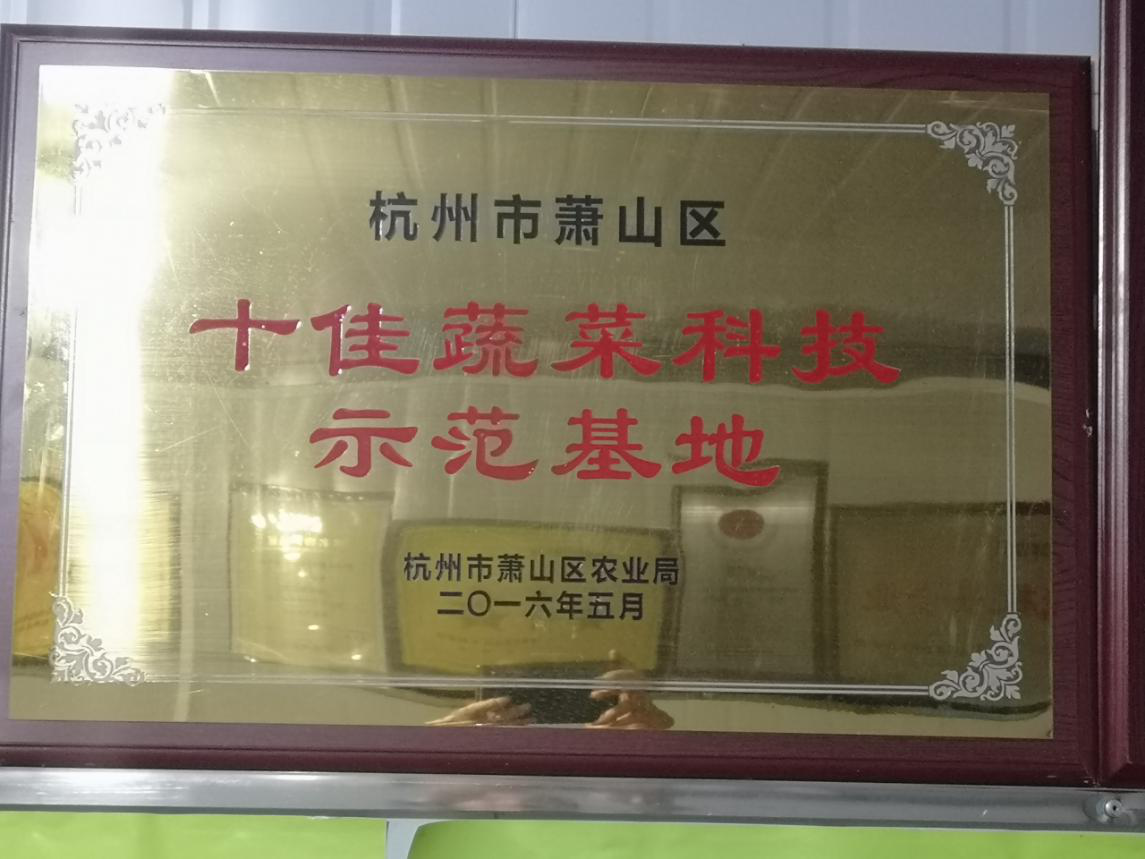 杭州市萧山区
十佳蔬菜科技
示范基地
杭州市萧山区农业局
二〇一六年五月